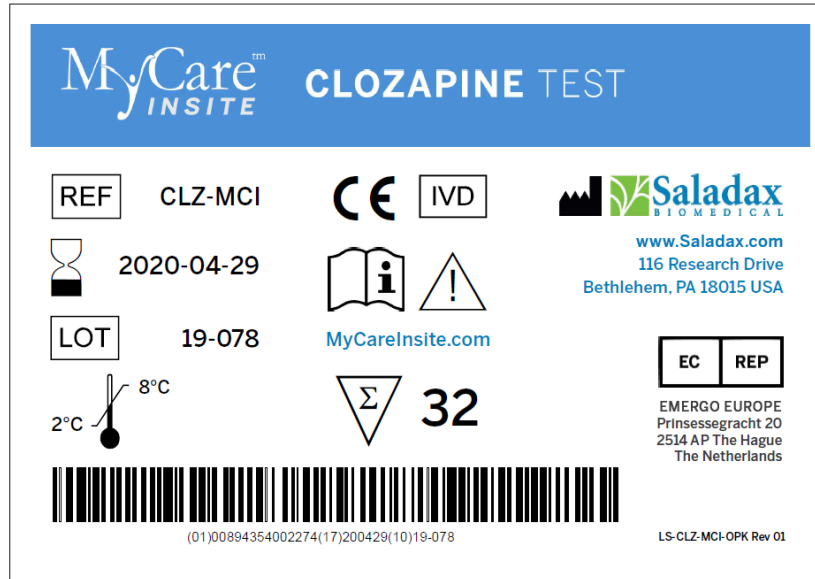 MyCare™
INSITE
CLOZAPINE TEST
REF CLZ-MCI
2020-04-29
LOT 19-078
2°C
8°C
CE IVD
i
!
MyCareInsite.com
Σ 32
Saladax
BIOMEDICAL
www.Saladax.com
116 Research Drive
Bethlehem, PA 18015 USA
EC REP
EMERGO EUROPE
Prinsessegracht 20
2514 AP The Hague
The Netherlands
(01)00894354002274(17)200429(10)19-078
LS-CLZ-MCI-OPK Rev 01